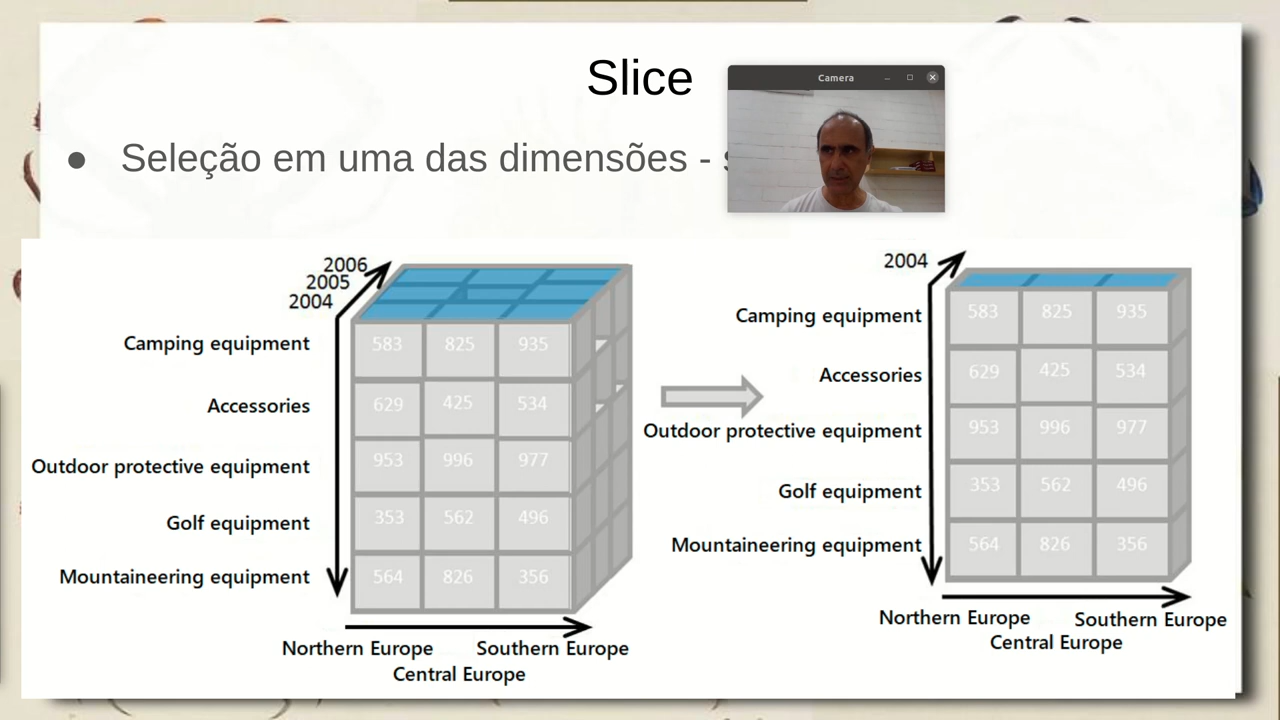 Slice
Camera
● Seleção em uma das dimensões -
2006
2005
2004
Camping equipment
583 825 935
Accessories
629 425 534
Outdoor protective equipment
953 996 977
Golf equipment
353 562 496
Mountaineering equipment
564 826 356
Northern Europe Southern Europe
Central Europe
2004
Camping equipment
583 825 935
Accessories
629 425 534
Outdoor protective equipment
953 996 977
Golf equipment
353 562 496
Mountaineering equipment
564 826 356
Northern Europe Southern Europe
Central Europe